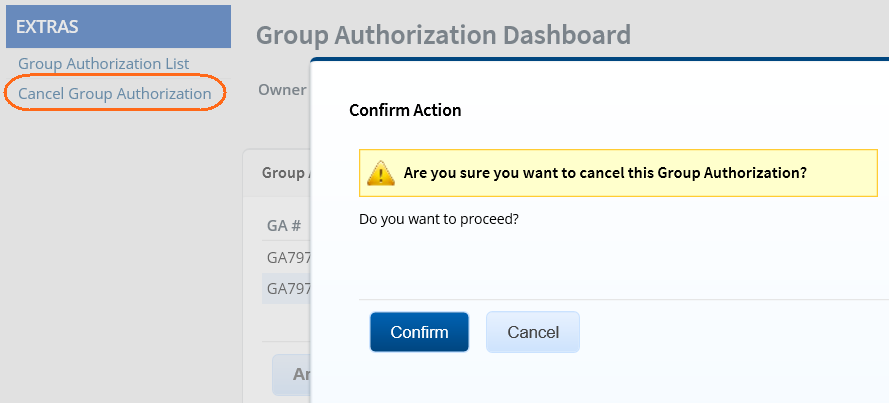 EXTRAS
Group Authorization List
Cancel Group Authorization
Group Authorization Dashboard
Owner
Group
GA #
GA797
GA797
Confirm Action
Are you sure you want to cancel this Group Authorization?
Do you want to proceed?
Confirm
Cancel